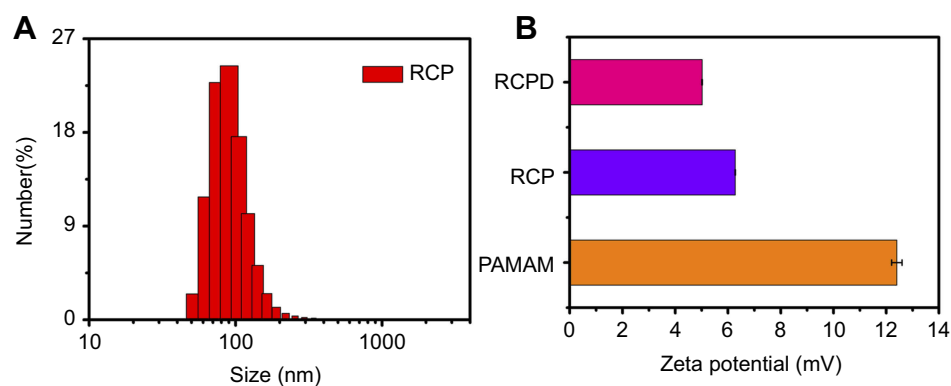 A
27
18
9
0
Number(%)
10
100
1000
Size (nm)
RCP
B
RCPD
RCP
PAMAM
0
2
4
6
8
10
12
14
Zeta potential (mV)